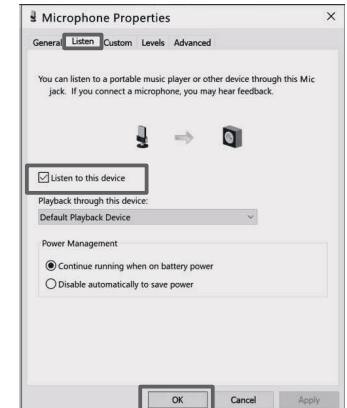 Microphone Properties
General Listen Custom Levels Advanced
You can listen to a portable music player or other device through this Mic
jack. If you connect a microphone, you may hear feedback.
Listen to this device
Playback through this device:
Default Playback Device
Power Management
Continue running when on battery power
Disable automatically to save power
OK Cancel Apply